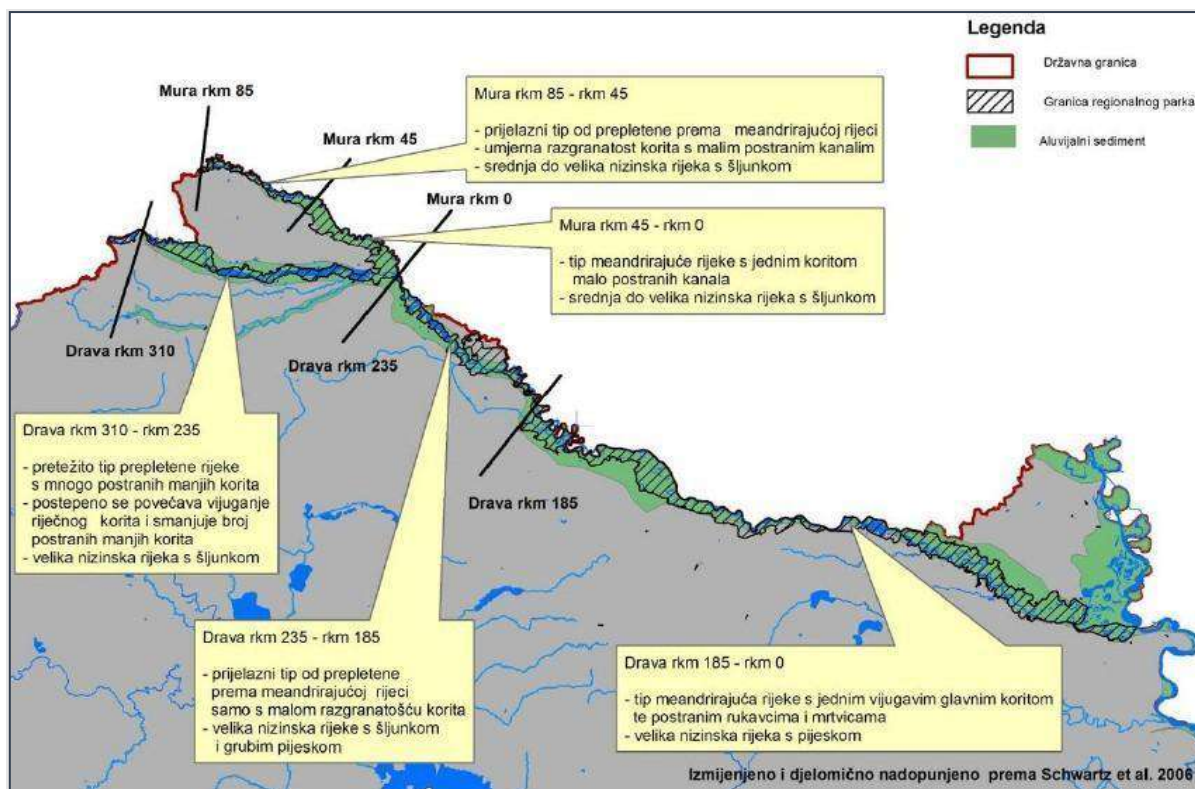 Legenda
Državna granica
Granica regionalnog parka
Aluvijalni sediment
Mura rkm 85
Mura rkm 45
Mura rkm 0
Mura rkm 85 - rkm 45
- prijelazni tip od prepletene prema meandrirajućoj rijeci
- umjerna razgranatost korita s malim postranim kanalim
- srednja do velika nizinska rijeka s šljunkom
Mura rkm 45 - rkm 0
- tip meandrirajuće rijeke s jednim koritom
malo postranih kanala
- srednja do velika nizinska rijeka s šljunkom
Drava rkm 310
Drava rkm 235
Drava rkm 185
Drava rkm 310 - rkm 235
- pretežito tip prepletene rijeke
s mnogo postranih manjih korita
- postepeno se povećava vijuganje
riječnog korita i smanjuje broj
postranih manjih korita
- velika nizinska rijeka s šljunkom
Drava rkm 235 - rkm 185
- prijelazni tip od prepletene
prema meandrirajućoj rijeci
samo s malom razgranatošću korita
- velika nizinska rijeke s šljunkom
i grubim pijeskom
Drava rkm 185 - rkm 0
- tip meandrirajuća rijeke s jednim vijugavim glavnim koritom
te postranim rukavcima i mrtvicama
- velika nizinska rijeka s pijeskom
Izmijenjeno i djelomično nadopunjeno prema Schwartz et al. 2006